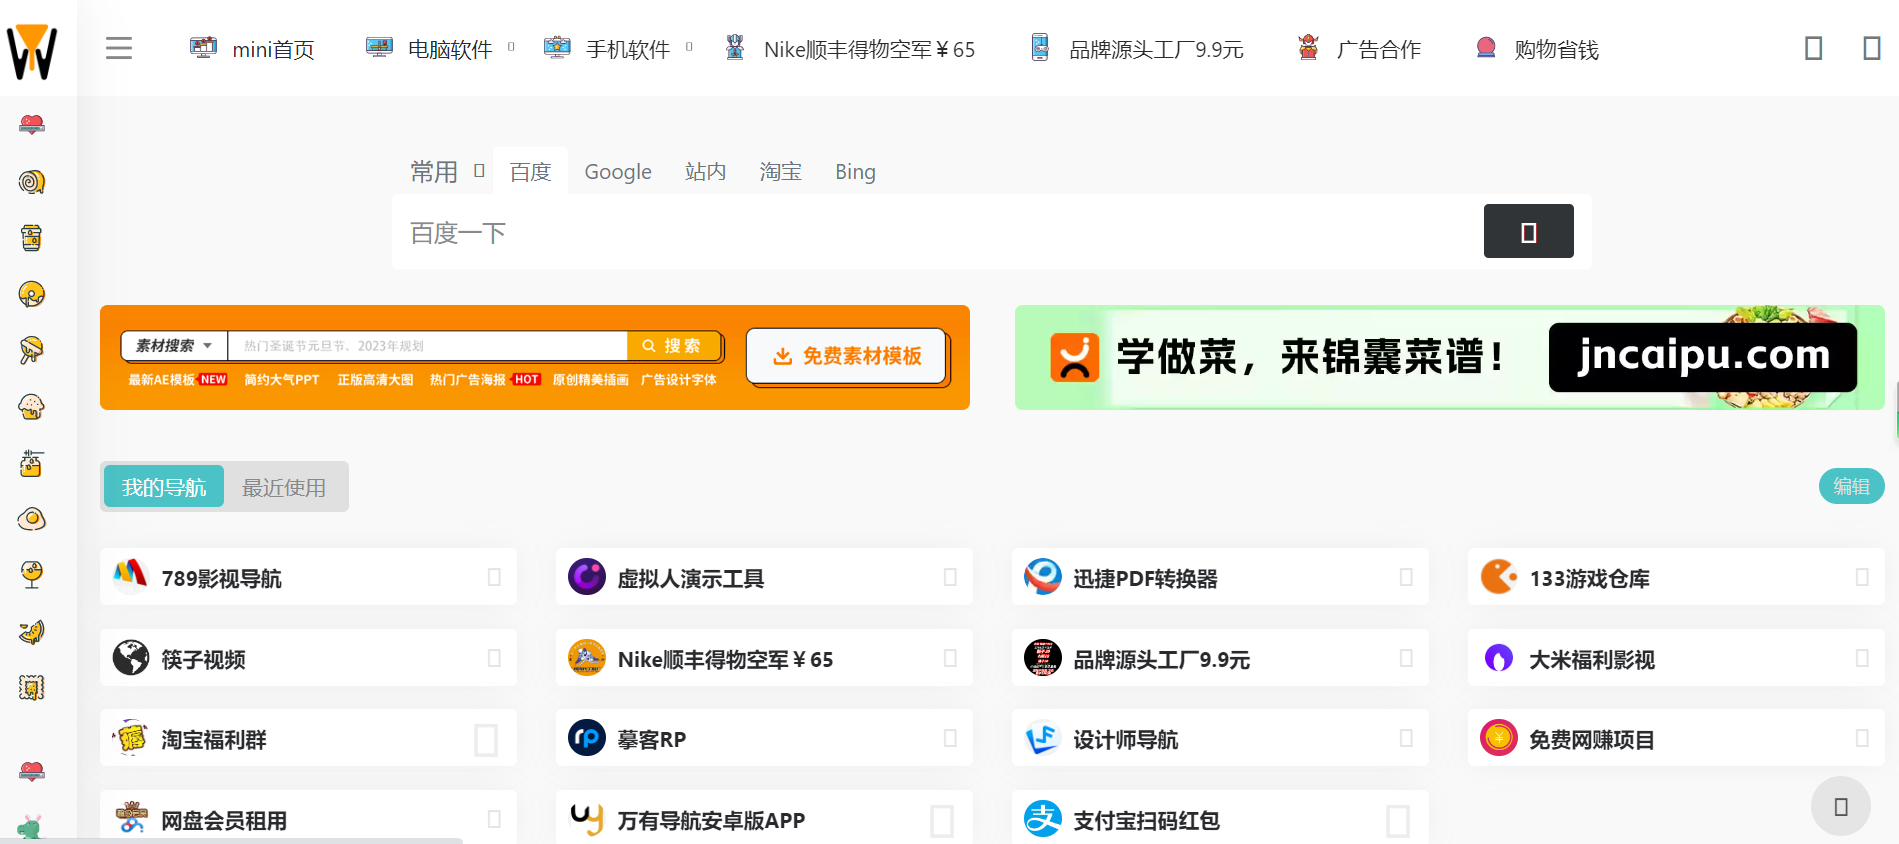 mini首页 电脑软件 手机软件 Nike顺丰得物空军￥65 品牌源头工厂9.9元 广告合作 购物省钱
常用 百度 Google 站内 淘宝 Bing
百度一下
素材搜索 热门圣诞节元旦节、2023年规划 搜索 免费素材模板
最新AE模板 NEW 简约大气PPT 正版高清大图 热门广告海报 HOT 原创精美插画 广告设计字体
学做菜，来锦囊菜谱！ jncaipu.com
我的导航 最近使用 编辑
789影视导航 虚拟人演示工具 迅捷PDF转换器 133游戏仓库
筷子视频 Nike顺丰得物空军￥65 品牌源头工厂9.9元 大米福利影视
淘宝福利群 摹客RP 设计师导航 免费网赚项目
网盘会员租用 万有导航安卓版APP 支付宝扫码红包